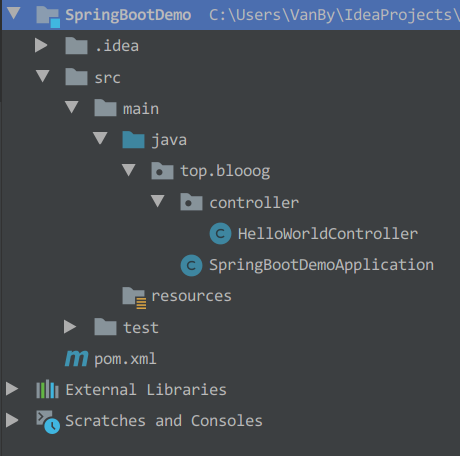 SpringBootDemo C:\Users\VanBy\IdeaProjects\
.idea
src
main
java
top.blooog
controller
HelloWorldController
SpringBootDemoApplication
resources
test
pom.xml
External Libraries
Scratches and Consoles